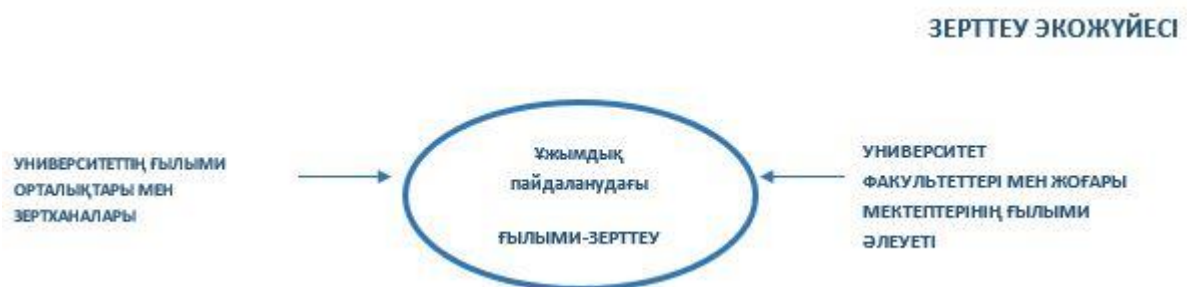 ЗЕРТТЕУ ЭКОЖҮЙЕСІ
УНИВЕРСИТЕТТІҢ ҒЫЛЫМИ
ОРТАЛЫҚТАРЫ МЕН
ЗЕРТХАНАЛАРЫ
Ұжымдық
пайдаланудағы
ҒЫЛЫМИ-ЗЕРТТЕУ
УНИВЕРСИТЕТ
ФАКУЛЬТЕТТЕРІ МЕН ЖОҒАРЫ
МЕКТЕПТЕРІНІҢ ҒЫЛЫМИ
ӘЛЕУЕТІ